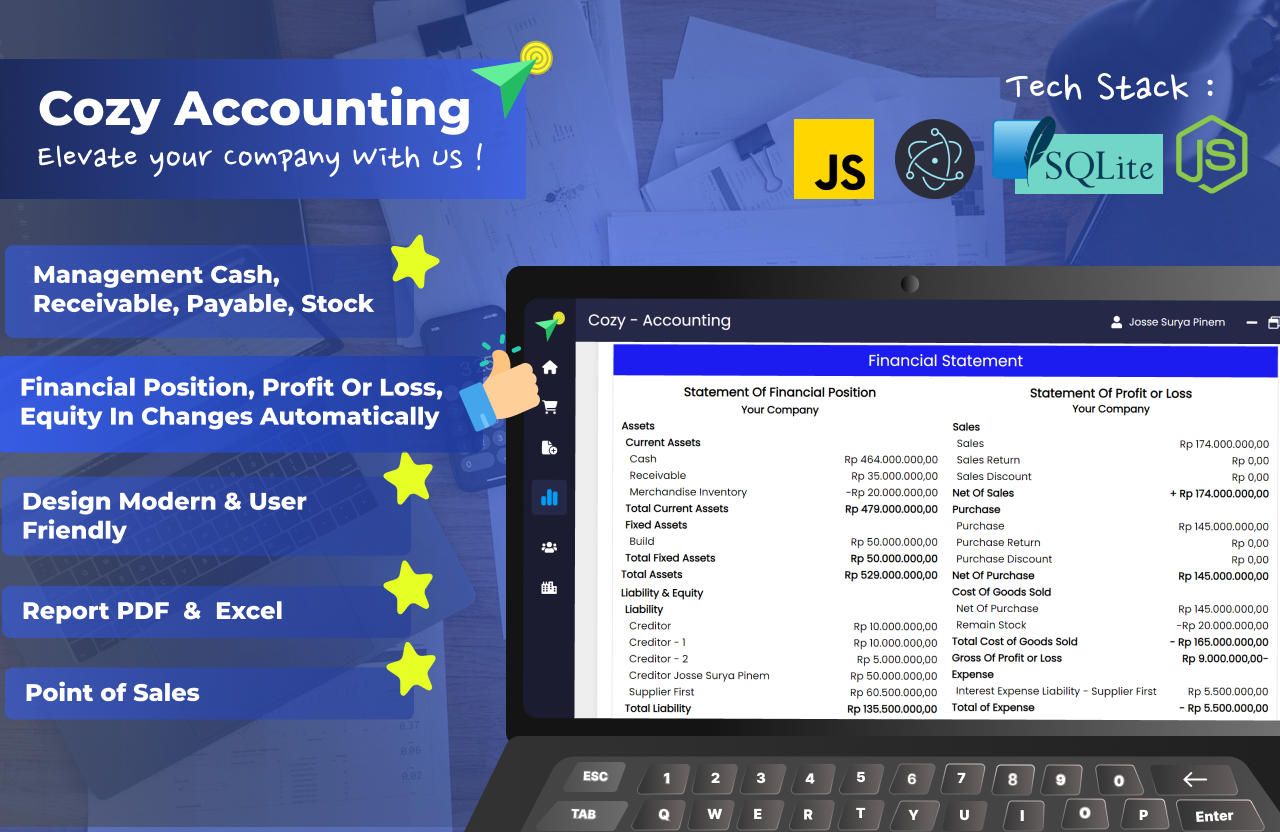 Cozy Accounting
Elevate your Company With Us !
Tech Stack :
JS
SQLite
JS
Management Cash,
Receivable, Payable, Stock
Financial Position, Profit Or Loss,
Equity In Changes Automatically
Design Modern & User
Friendly
Report PDF & Excel
Point of Sales
Cozy - Accounting
Josse Surya Pinem
Financial Statement
Statement Of Financial Position
Your Company
Assets
Current Assets
Cash Rp 464.000.000,00
Receivable Rp 35.000.000,00
Merchandise Inventory -Rp 20.000.000,00
Total Current Assets Rp 479.000.000,00
Fixed Assets
Build Rp 50.000.000,00
Total Fixed Assets Rp 50.000.000,00
Total Assets Rp 529.000.000,00
Liability & Equity
Liability
Creditor Rp 10.000.000,00
Creditor - 1 Rp 10.000.000,00
Creditor - 2 Rp 5.000.000,00
Creditor Josse Surya Pinem Rp 50.000.000,00
Supplier First Rp 60.500.000,00
Total Liability Rp 135.500.000,00
Statement Of Profit or Loss
Your Company
Sales
Sales Rp 174.000.000,00
Sales Return Rp 0,00
Sales Discount Rp 0,00
Net Of Sales + Rp 174.000.000,00
Purchase
Purchase Rp 145.000.000,00
Purchase Return Rp 0,00
Purchase Discount Rp 0,00
Net Of Purchase Rp 145.000.000,00
Cost Of Goods Sold
Net Of Purchase Rp 145.000.000,00
Remain Stock -Rp 20.000.000,00
Total Cost of Goods Sold - Rp 165.000.000,00
Gross Of Profit or Loss Rp 9.000.000,00-
Expense
Interest Expense Liability - Supplier First Rp 5.500.000,00
Total of Expense - Rp 5.500.000,00
ESC 1 2 3 4 5 6 7 8 9 0
TAB Q W E R T Y U I O P Enter